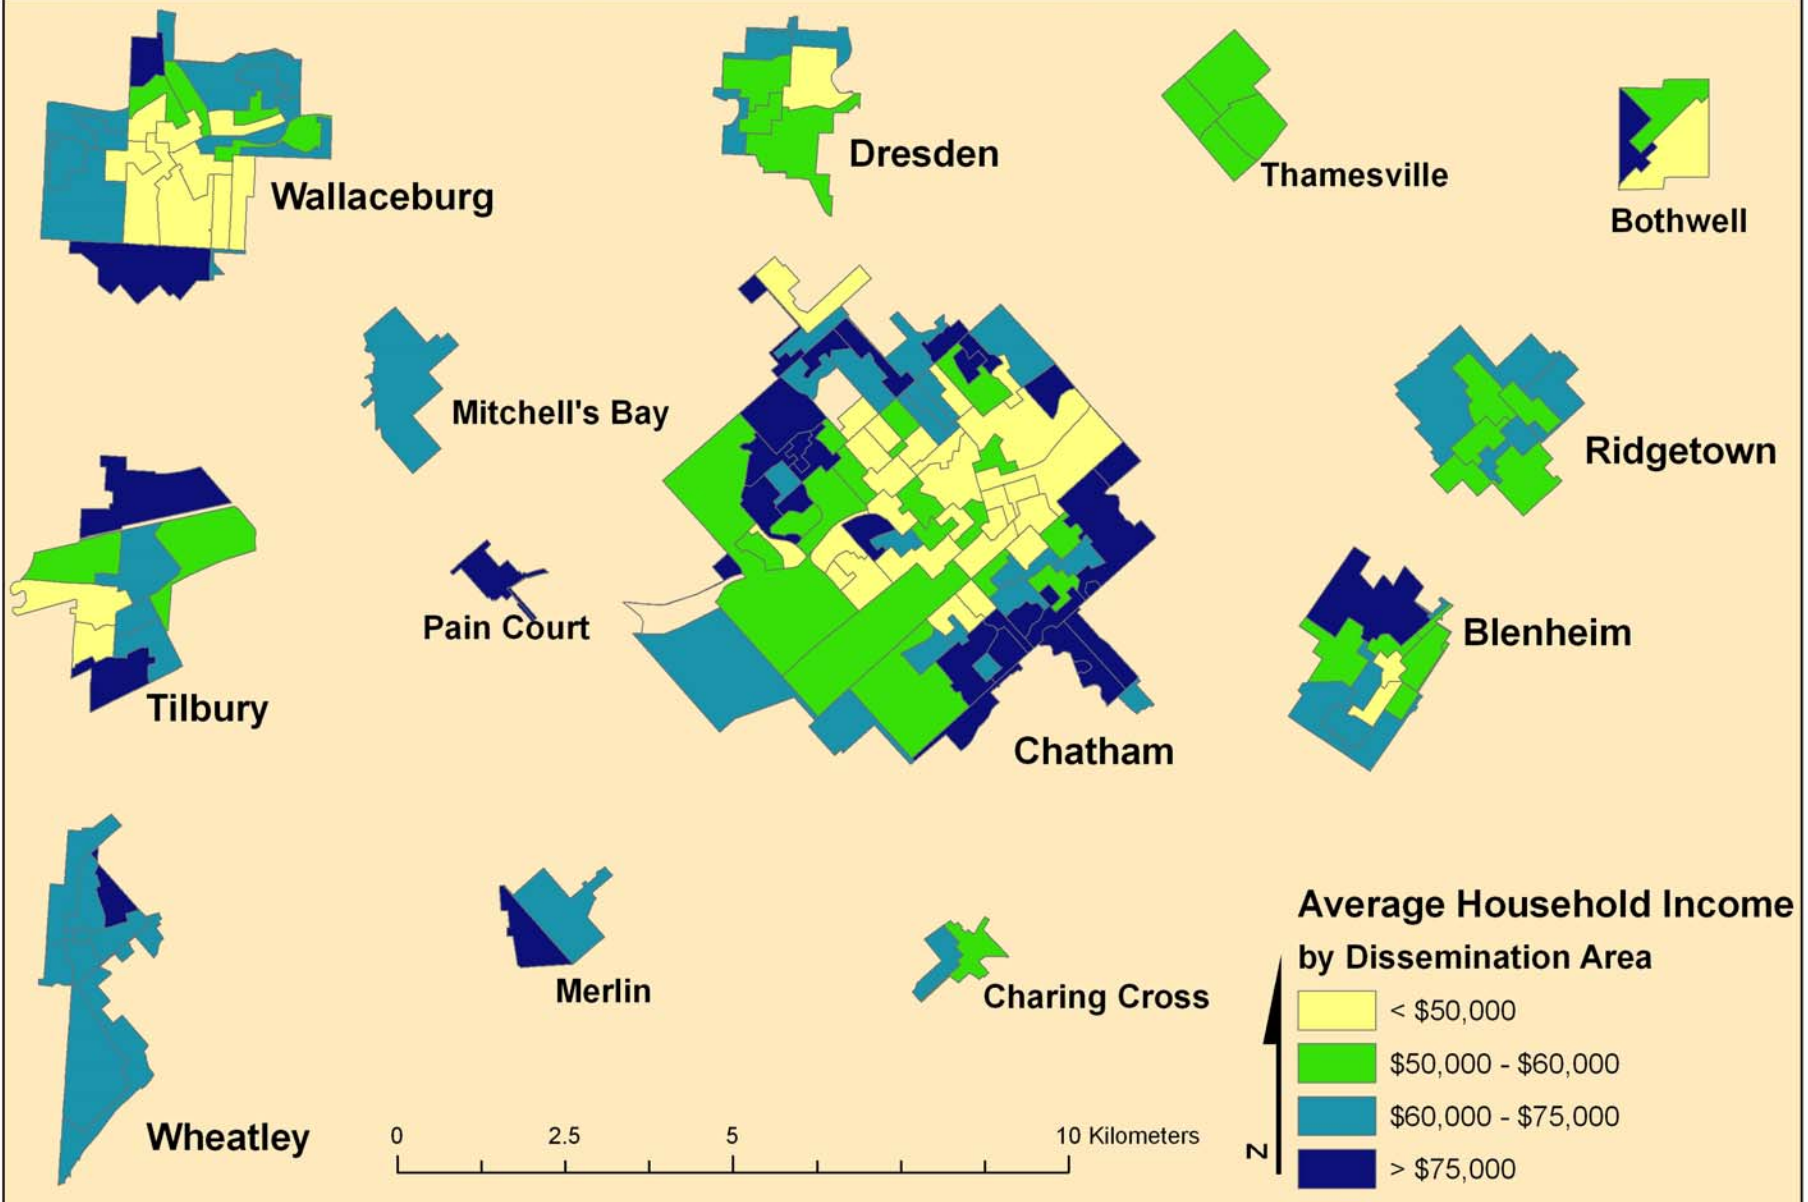 Wallaceburg
Dresden
Thamesville
Bothwell
Mitchell's Bay
Ridgetown
Pain Court
Blenheim
Tilbury
Chatham
Merlin
Charing Cross
Wheatley
0 2.5 5 10 Kilometers
Average Household Income
by Dissemination Area
< $50,000
$50,000 - $60,000
$60,000 - $75,000
> $75,000
N